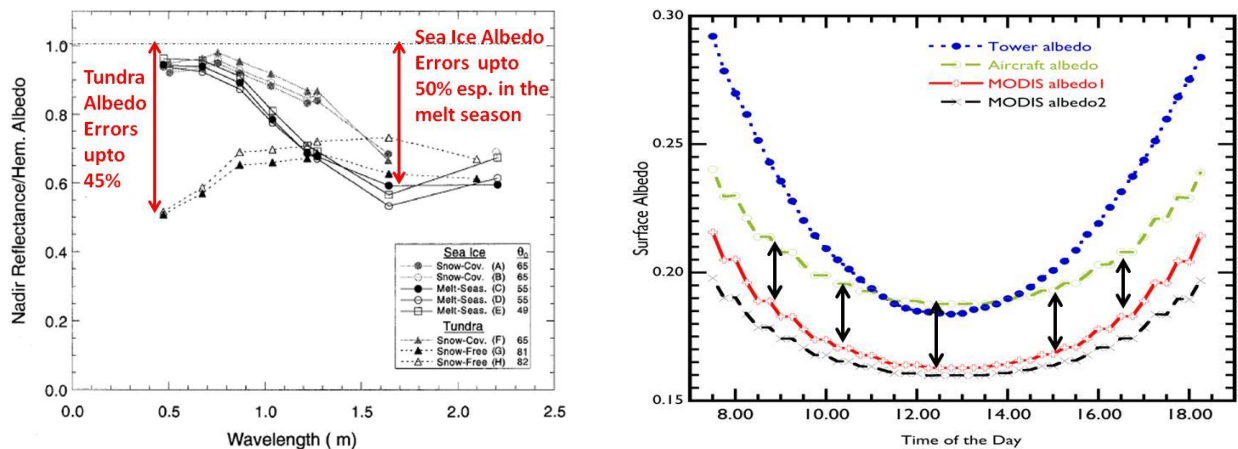 Nadir Reflectance/Hem. Albedo
1.0
0.8
0.6
0.4
0.2
0.0
0.0 0.5 1.0 1.5 2.0 2.5
Wavelength ( m)
Tundra
Albedo
Errors
upto
45%
Sea Ice Albedo
Errors upto
50% esp. in the
melt season
Sea Ice θ₀
Snow-Cov. (A) 65
Snow-Cov. (B) 65
Melt-Seas. (C) 55
Melt-Seas. (D) 55
Melt-Seas. (E) 49
Tundra
Snow-Cov. (F) 65
Snow-Free (G) 81
Snow-Free (H) 82
Surface Albedo
0.30
0.25
0.20
0.15
Tower albedo
Aircraft albedo
MODIS albedo1
MODIS albedo2
8.00 10.00 12.00 14.00 16.00 18.00
Time of the Day